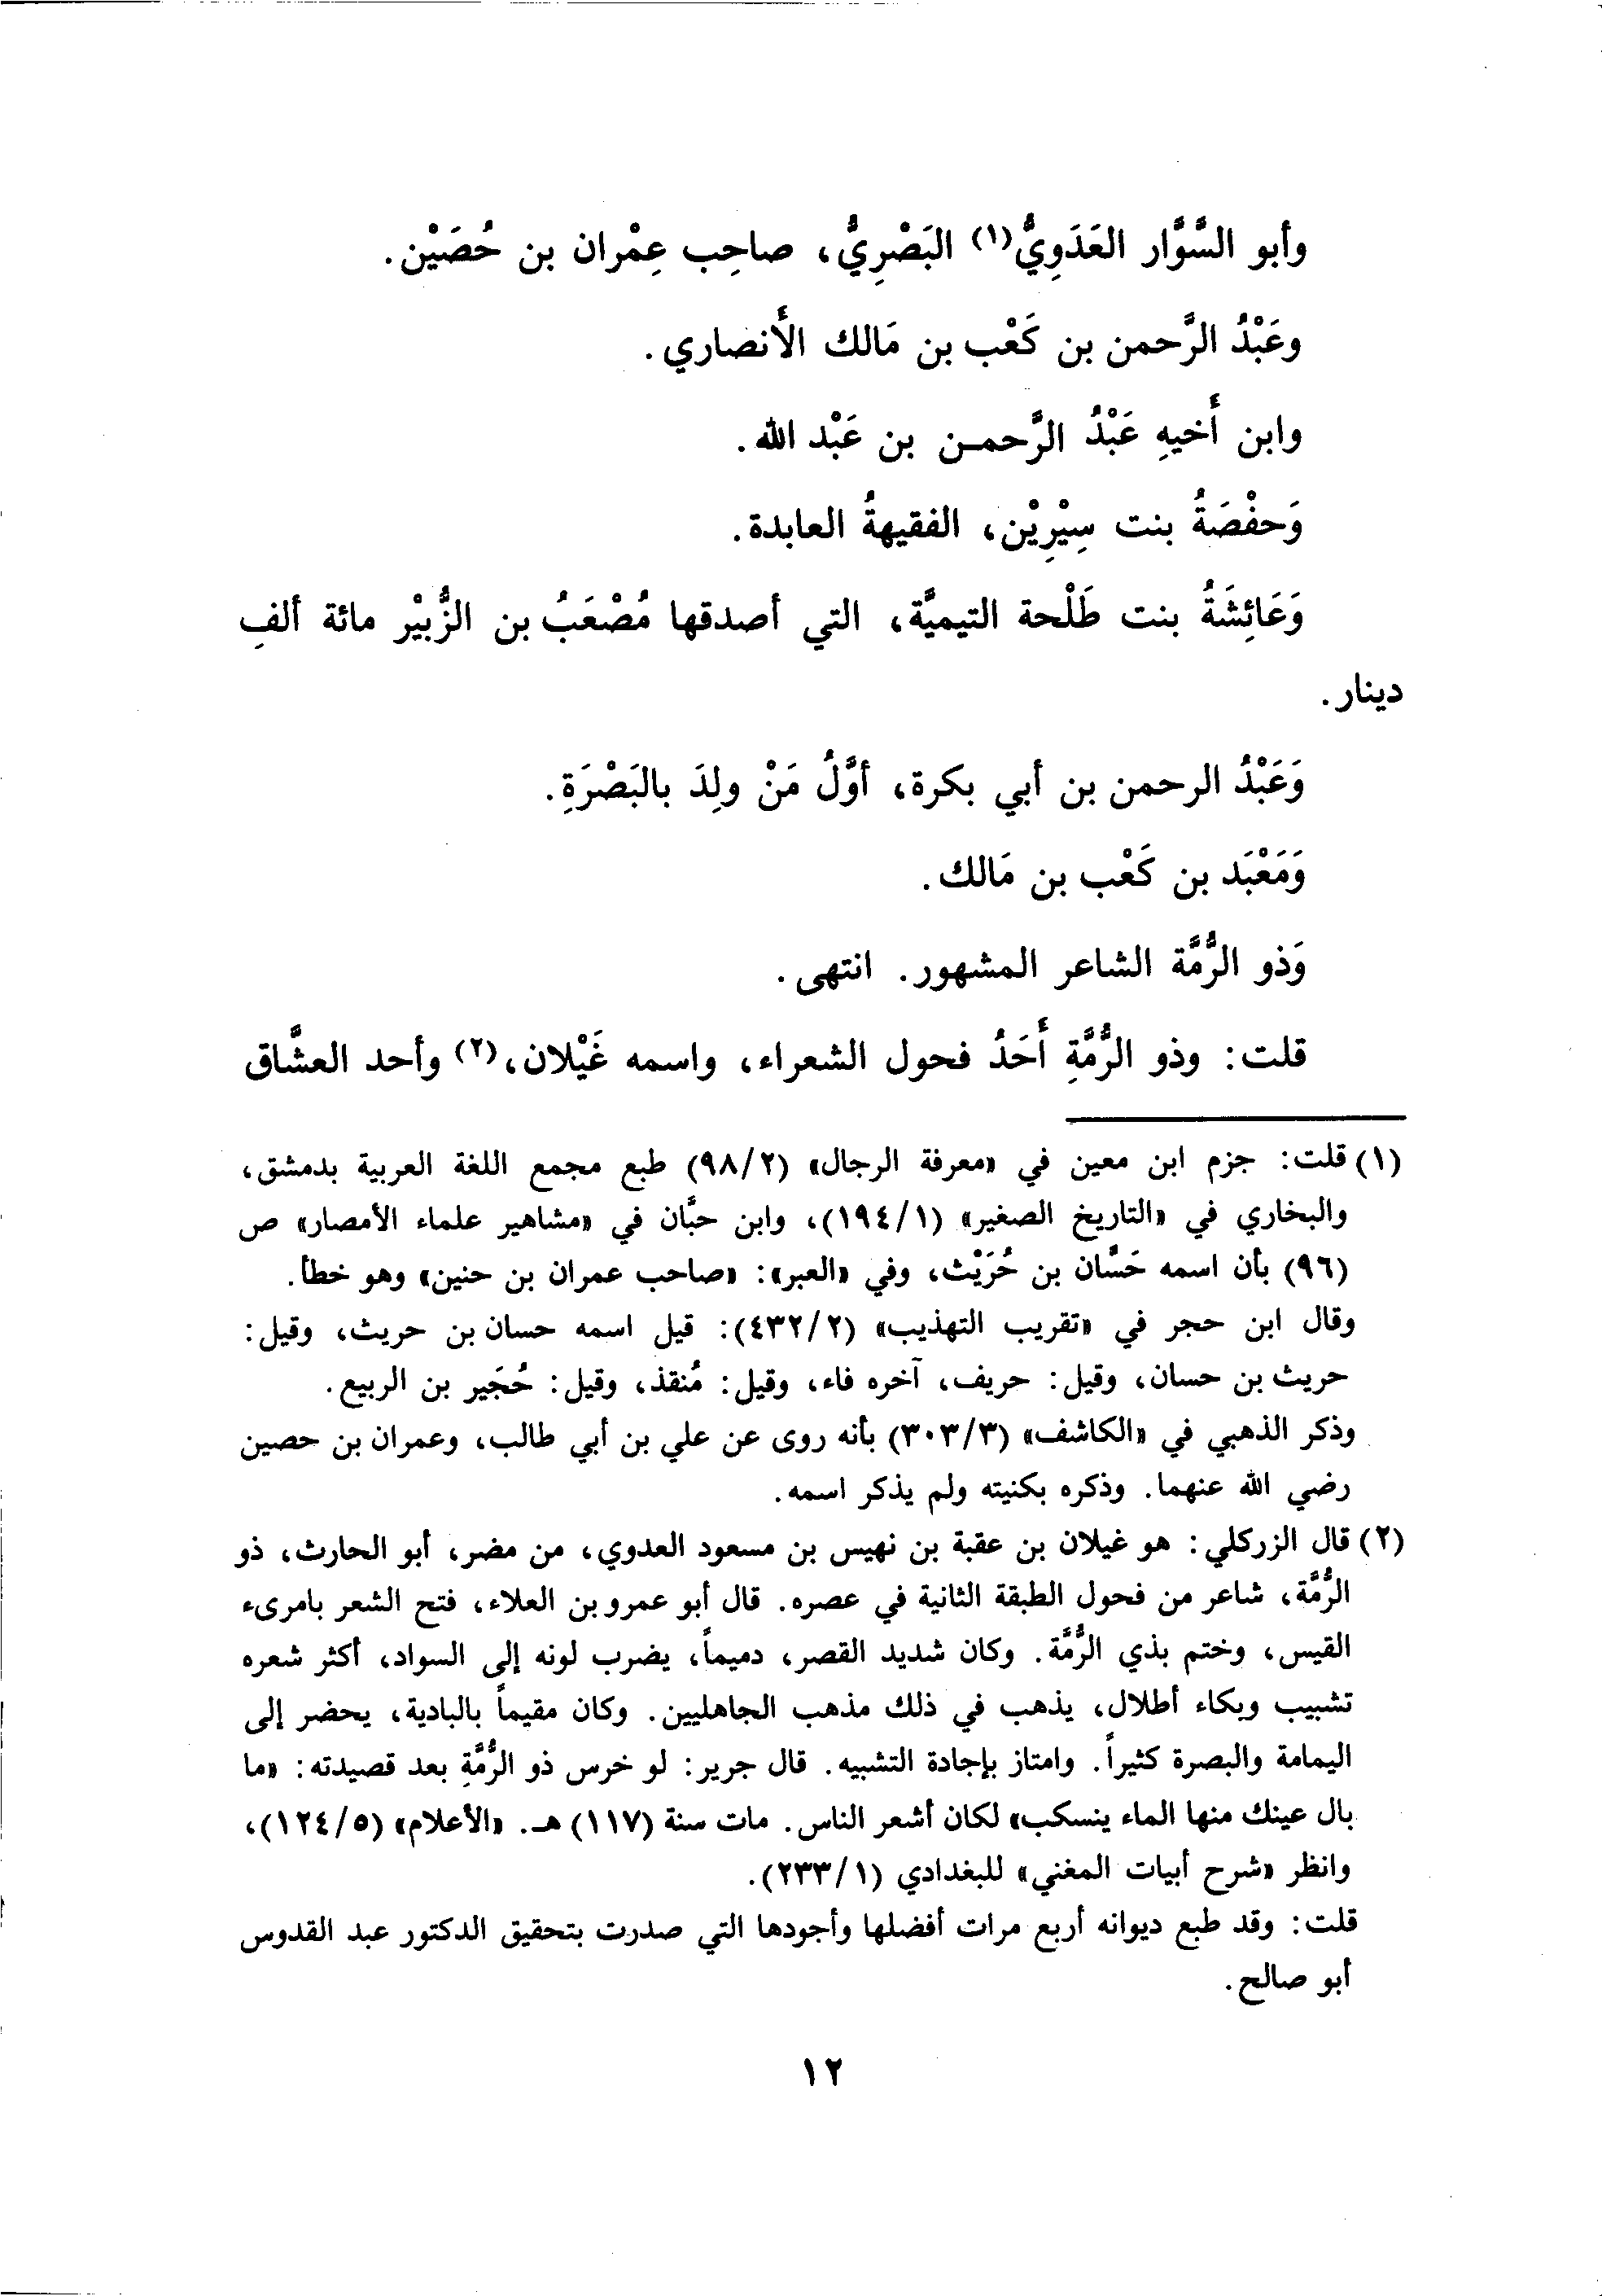 وأبو السَّوَّار العَدَوِيُّ(١) البَصْرِيُّ، صاحِب عِمْران بن حُصَيْن.
وعَبْدُ الرَّحمن بن كَعْب بن مَالك الأَنصاري.
وابن أَخيهِ عَبْدُ الرَّحمـن بن عَبْد الله.
وَحفْصَةُ بنت سِيْرِيْن، الفقيهةُ العابدة.
وَعَائِشَةُ بنت طَلْحة التيميَّة، التي أصدقها مُصْعَبُ بن الزُّبيْر مائة ألفِ
دينار.
وَعَبْدُ الرحمن بن أبي بكرة، أوَّلُ مَنْ ولِدَ بالبَصْرَةِ.
وَمَعْبَد بن كَعْب بن مَالك.
وَذو الرُّمَّة الشاعر المشهور. انتهى.
قلت: وذو الرُّمَّةِ أَحَدُ فحول الشعراء، واسمه غَيْلان،(٢) وأحد العشَّاق
(١) قلت: جزم ابن معين في «معرفة الرجال» (٩٨/٢) طبع مجمع اللغة العربية بدمشق،
والبخاري في «التاريخ الصغير» (١٩٤/١)، وابن حبَّان في «مشاهير علماء الأمصار» ص
(٩٦) بأن اسمه حَسَّان بن حُرَيْث، وفي «العبر»: «صاحب عمران بن حنين» وهو خطأ.
وقال ابن حجر في «تقريب التهذيب» (٤٣٢/٢): قيل اسمه حسان بن حريث، وقيل:
حريث بن حسان، وقيل: حريف، آخره فاء، وقيل: مُنقذ، وقيل: حُجَير بن الربيع.
وذكر الذهبي في «الكاشف» (٣٠٣/٣) بأنه روى عن علي بن أبي طالب، وعمران بن حصين
رضي الله عنهما. وذكره بكنيته ولم يذكر اسمه.
(٢) قال الزركلي: هو غيلان بن عقبة بن نهيس بن مسعود العدوي، من مضر، أبو الحارث، ذو
الرُّمَّة، شاعر من فحول الطبقة الثانية في عصره. قال أبو عمرو بن العلاء، فتح الشعر بامرىء
القيس، وختم بذي الرُّمَّة. وكان شديد القصر، دميماً، يضرب لونه إلى السواد، أكثر شعره
تشبيب وبكاء أطلال، يذهب في ذلك مذهب الجاهليين. وكان مقيماً بالبادية، يحضر إلى
اليمامة والبصرة كثيراً. وامتاز بإجادة التشبيه. قال جرير: لو خرس ذو الرُّمَّةِ بعد قصيدته: «ما
بال عينك منها الماء ينسكب» لكان أشعر الناس. مات سنة (١١٧) هـ. «الأعلام» (١٢٤/٥)،
وانظر «شرح أبيات المغني» للبغدادي (٢٣٣/١).
قلت: وقد طبع ديوانه أربع مرات أفضلها وأجودها التي صدرت بتحقيق الدكتور عبد القدوس
أبو صالح.
١٢